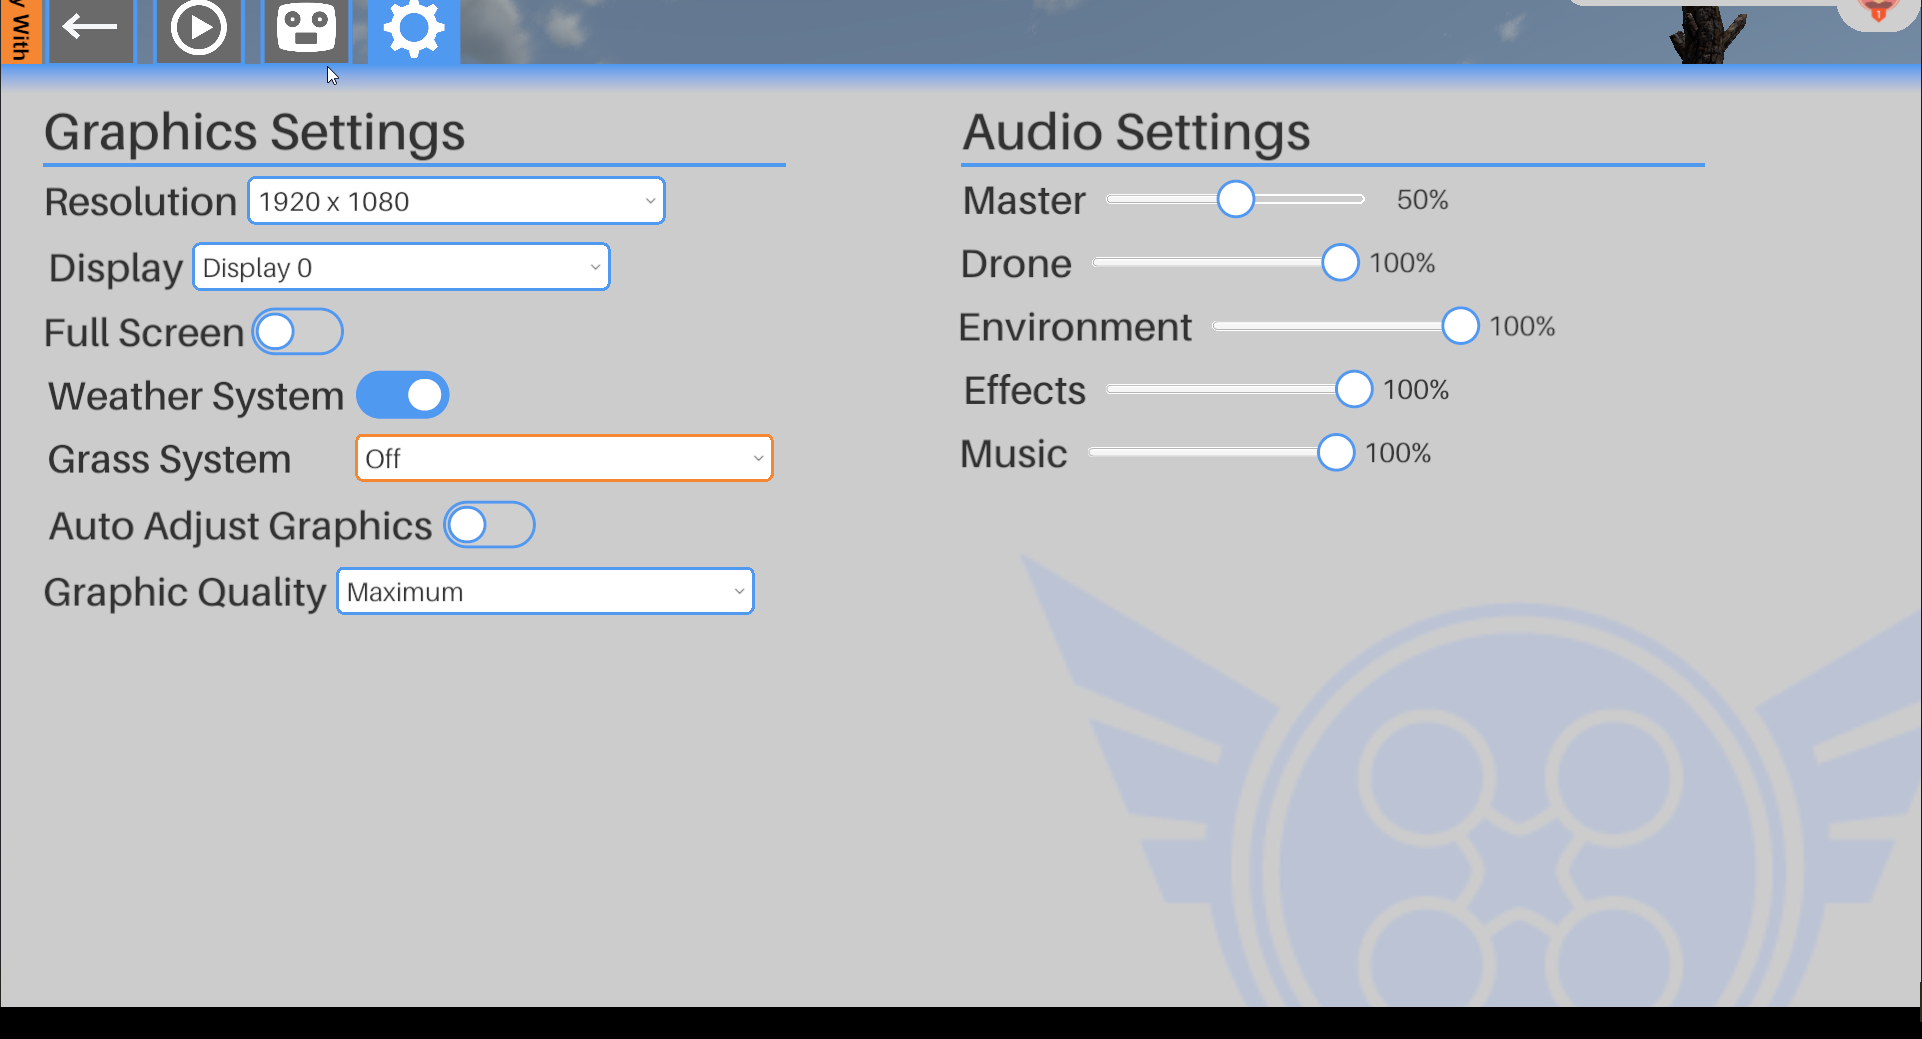 y With
Graphics Settings
Resolution 1920 x 1080
Display Display 0
Full Screen
Weather System
Grass System Off
Auto Adjust Graphics
Graphic Quality Maximum
Audio Settings
Master 50%
Drone 100%
Environment 100%
Effects 100%
Music 100%